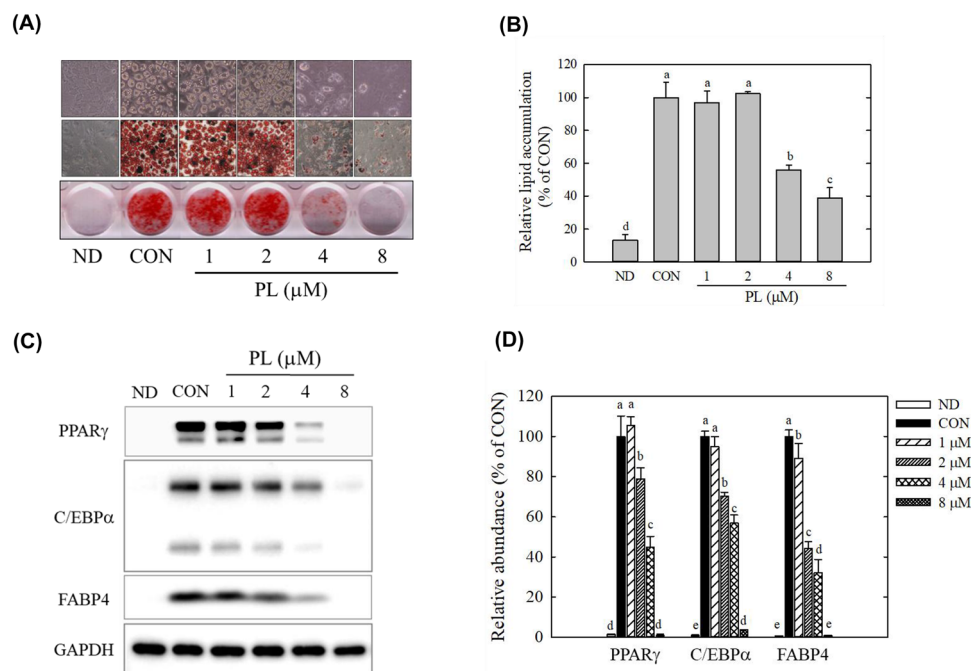 (A)
ND CON 1 2 4 8
PL (μM)
(B)
Relative lipid accumulation
(% of CON)
120
100
80
60
40
20
0
d a a a b c
ND CON 1 2 4 8
PL (μM)
(C)
PL (μM)
ND CON 1 2 4 8
PPARγ
C/EBPα
FABP4
GAPDH
(D)
Relative abundance (% of CON)
120
100
80
60
40
20
0
d a a b c d
e a a b c d
e a b c d e
PPARγ C/EBPα FABP4
ND
CON
1 μM
2 μM
4 μM
8 μM